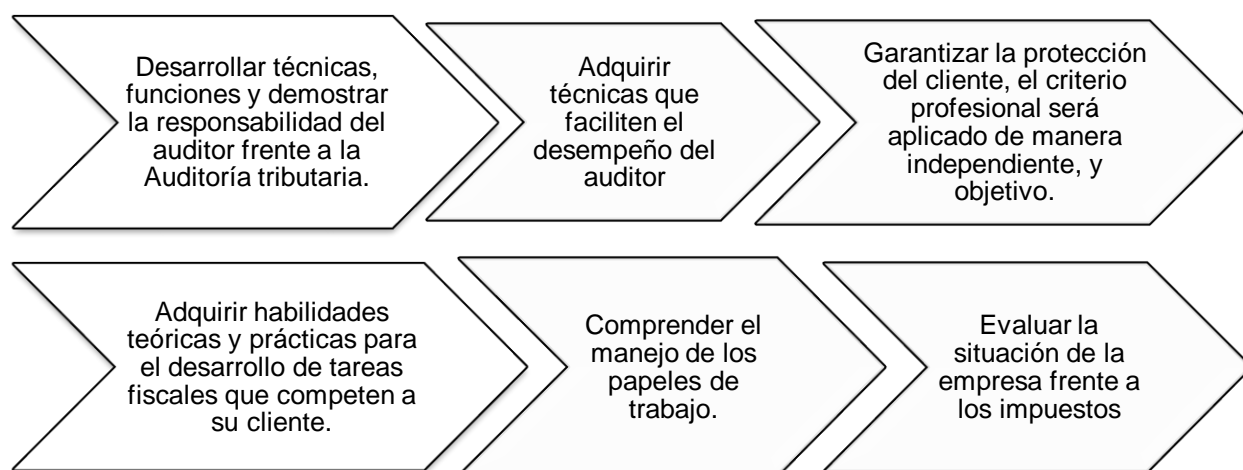 Desarrollar técnicas,
funciones y demostrar
la responsabilidad del
auditor frente a la
Auditoría tributaria.
Adquirir
técnicas que
faciliten el
desempeño del
auditor
Garantizar la protección
del cliente, el criterio
profesional será
aplicado de manera
independiente, y
objetivo.
Adquirir habilidades
teóricas y prácticas para
el desarrollo de tareas
fiscales que competen a
su cliente.
Comprender el
manejo de los
papeles de
trabajo.
Evaluar la
situación de la
empresa frente a
los impuestos